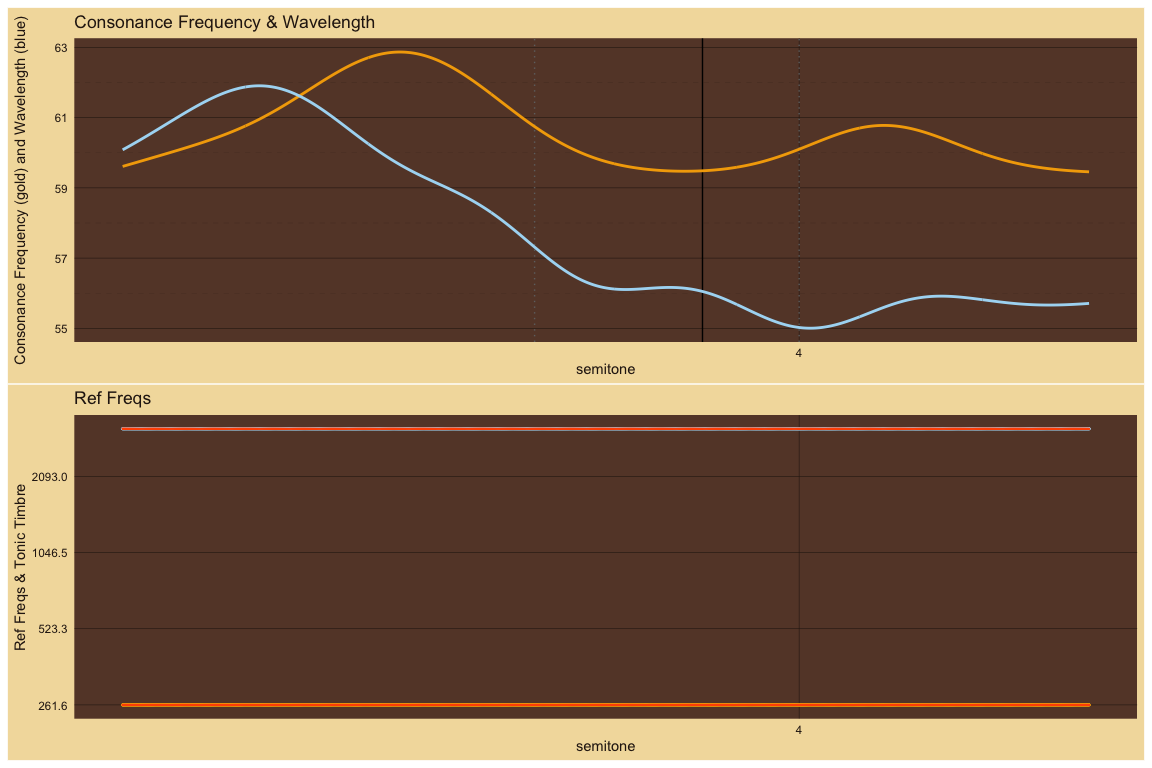 Consonance Frequency & Wavelength
Consonance Frequency (gold) and Wavelength (blue)
63
61
59
57
55
4
semitone
Ref Freqs
Ref Freqs & Tonic Timbre
2093.0
1046.5
523.3
261.6
4
semitone